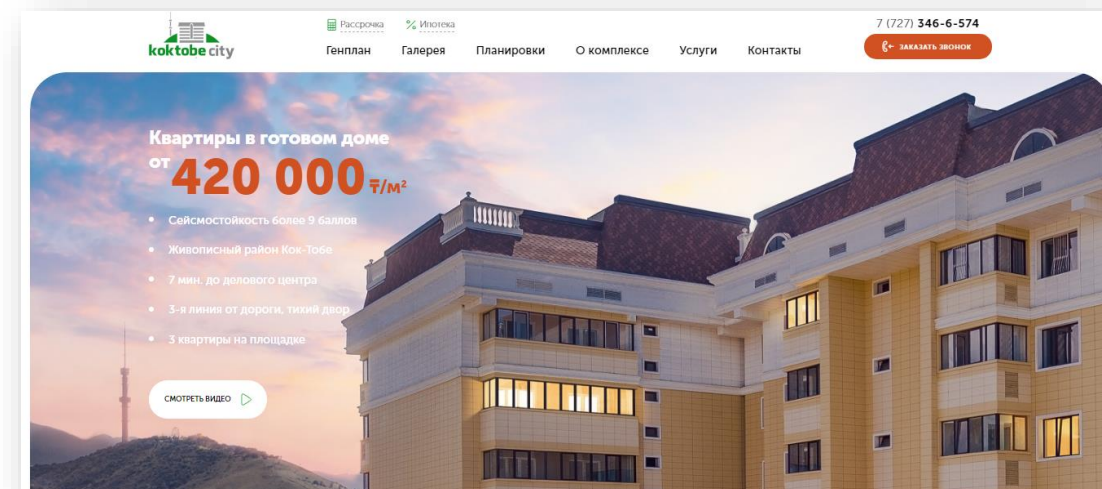 koktobe city
Рассрочка
% Ипотека
7 (727) 346-6-574
Генплан
Галерея
Планировки
О комплексе
Услуги
Контакты
ЗАКАЗАТЬ ЗВОНОК
Квартиры в готовом доме
от 420 000 ₸/м²
Сейсмостойкость более 9 баллов
Живописный район Кок-Тобе
7 мин. до делового центра
3-я линия от дороги, тихий двор
3 квартиры на площадке
СМОТРЕТЬ ВИДЕО